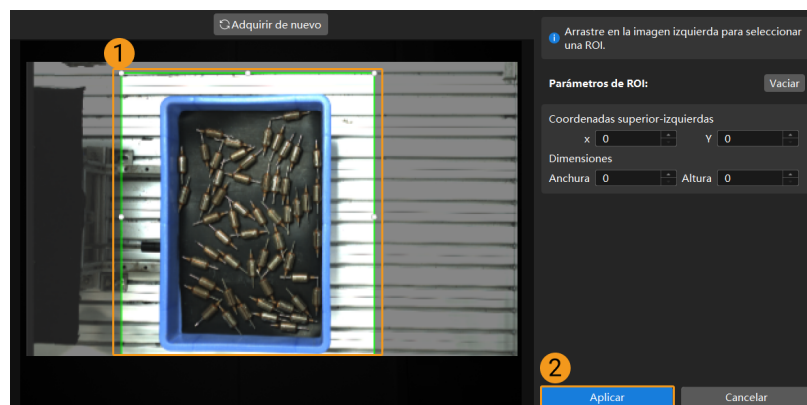 Adquirir de nuevo
1
Arrastre en la imagen izquierda para seleccionar
una ROI.
Parámetros de ROI:
Vaciar
Coordenadas superior-izquierdas
x 0 Y 0
Dimensiones
Anchura 0 Altura 0
2
Aplicar Cancelar